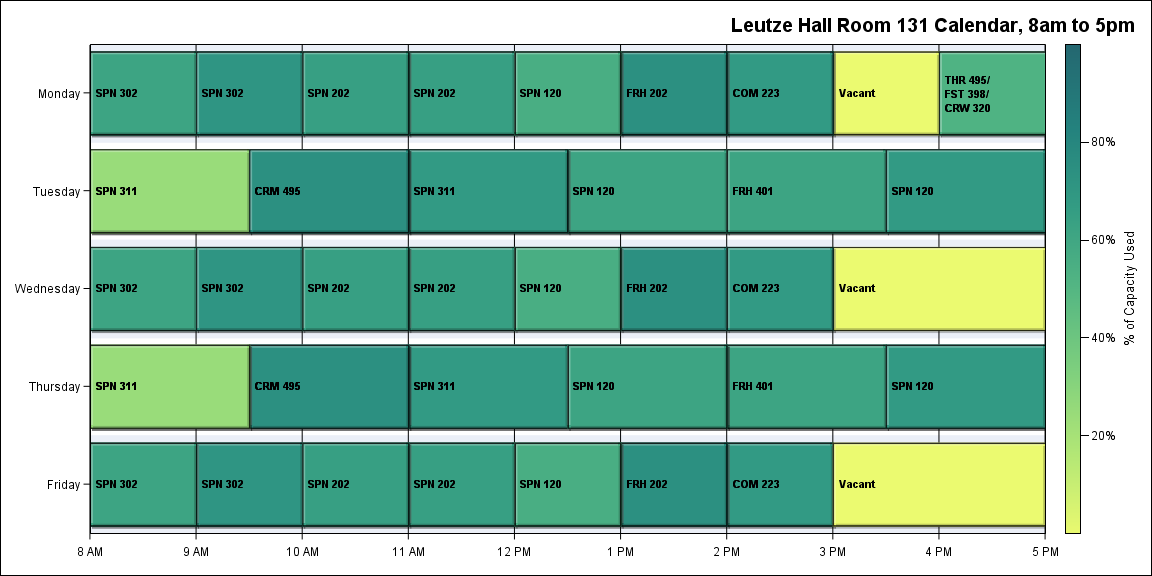 Leutze Hall Room 131 Calendar, 8am to 5pm
Monday
SPN 302
SPN 302
SPN 202
SPN 202
SPN 120
FRH 202
COM 223
Vacant
THR 495/
FST 398/
CRW 320
Tuesday
SPN 311
CRM 495
SPN 311
SPN 120
FRH 401
SPN 120
Wednesday
SPN 302
SPN 302
SPN 202
SPN 202
SPN 120
FRH 202
COM 223
Vacant
Thursday
SPN 311
CRM 495
SPN 311
SPN 120
FRH 401
SPN 120
Friday
SPN 302
SPN 302
SPN 202
SPN 202
SPN 120
FRH 202
COM 223
Vacant
8 AM
9 AM
10 AM
11 AM
12 PM
1 PM
2 PM
3 PM
4 PM
5 PM
80%
60%
40%
20%
% of Capacity Used